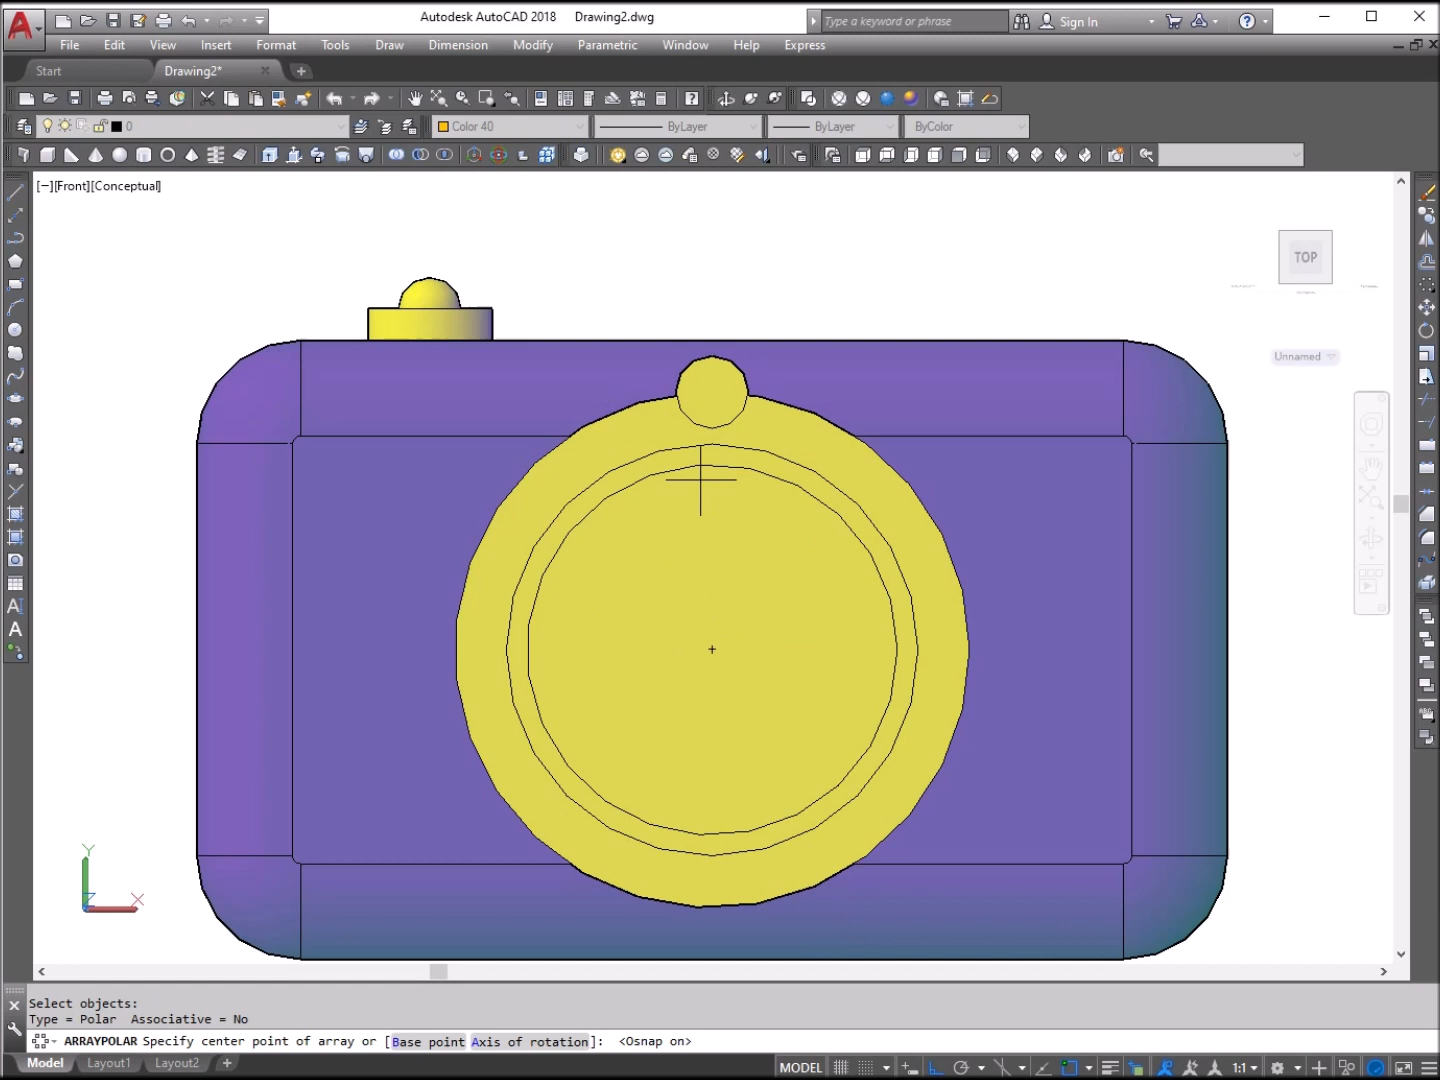 Autodesk AutoCAD 2018 Drawing2.dwg
Type a keyword or phrase
Sign In
File Edit View Insert Format Tools Draw Dimension Modify Parametric Window Help Express
Start Drawing2*
0 Color 40 ByLayer ByLayer ByColor
[−][Front][Conceptual]
TOP
Unnamed
Y
X
Z
Select objects:
Type = Polar Associative = No
ARRAYPOLAR Specify center point of array or [Base point Axis of rotation]: <Osnap on>
Model Layout1 Layout2 +
MODEL 1:1